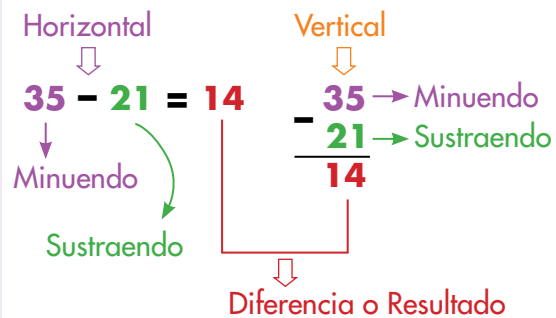 Horizontal
Vertical
35 - 21 = 14
35 → Minuendo
- 21 → Sustraendo
14
Minuendo
Sustraendo
Diferencia o Resultado